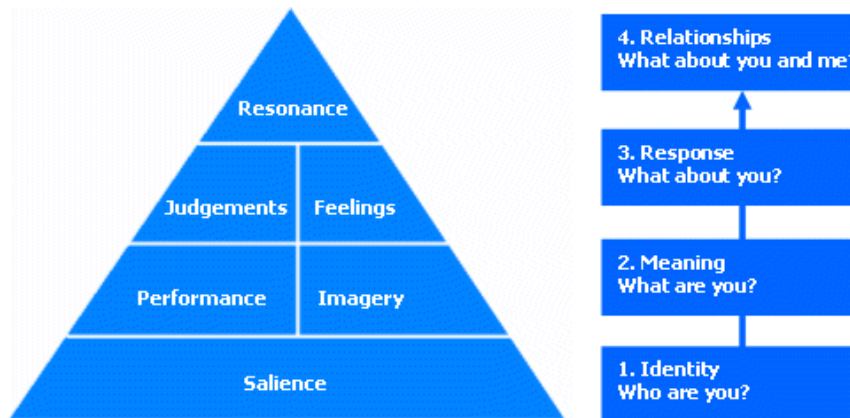 Resonance
Judgements
Feelings
Performance
Imagery
Salience
4. Relationships
What about you and me?
3. Response
What about you?
2. Meaning
What are you?
1. Identity
Who are you?